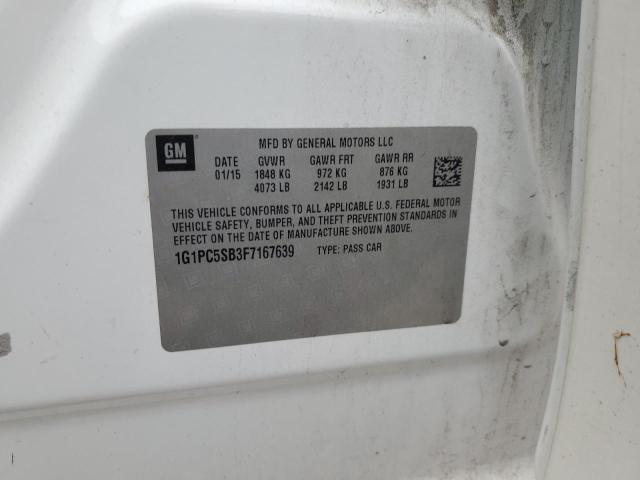 GM
MFD BY GENERAL MOTORS LLC
DATE GVWR GAWR FRT GAWR RR
01/15 1848 KG 972 KG 876 KG
4073 LB 2142 LB 1931 LB
THIS VEHICLE CONFORMS TO ALL APPLICABLE U.S. FEDERAL MOTOR
VEHICLE SAFETY, BUMPER, AND THEFT PREVENTION STANDARDS IN
EFFECT ON THE DATE OF MANUFACTURE SHOWN ABOVE.
1G1PC5SB3F7167639 TYPE: PASS CAR